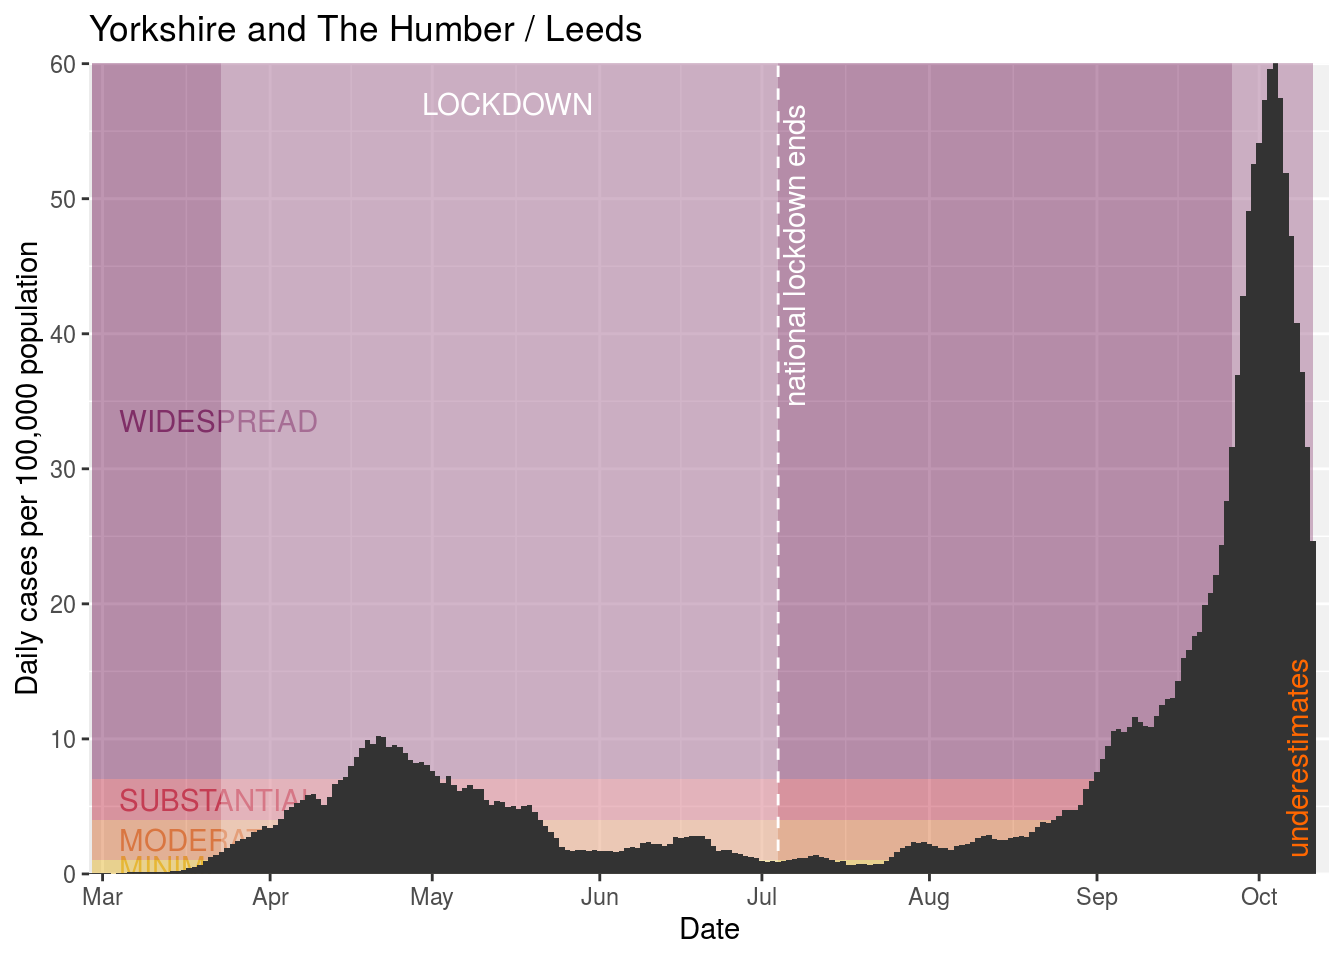 Yorkshire and The Humber / Leeds
60
50
40
30
20
10
0
Daily cases per 100,000 population
LOCKDOWN
national lockdown ends
WIDESPREAD
SUBSTANTIAL
underestimates
Mar Apr May Jun Jul Aug Sep Oct
Date